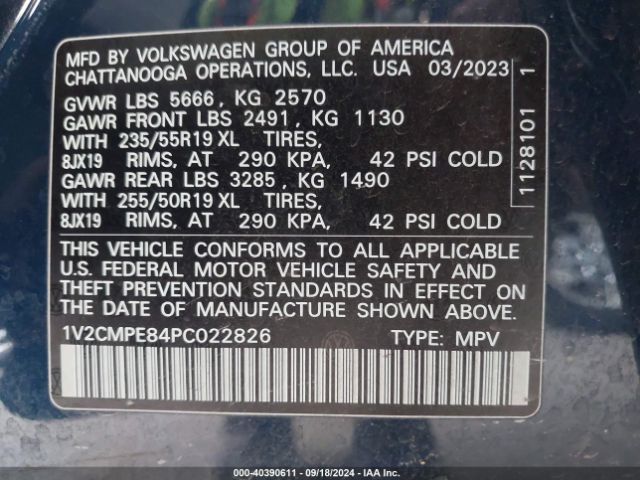 MFD BY VOLKSWAGEN GROUP OF AMERICA
CHATTANOOGA OPERATIONS, LLC. USA 03/2023
GVWR LBS 5666, KG 2570
GAWR FRONT LBS 2491, KG 1130
WITH 235/55R19 XL TIRES,
8JX19 RIMS, AT 290 KPA, 42 PSI COLD
GAWR REAR LBS 3285, KG 1490
WITH 255/50R19 XL TIRES,
8JX19 RIMS, AT 290 KPA, 42 PSI COLD
THIS VEHICLE CONFORMS TO ALL APPLICABLE
U.S. FEDERAL MOTOR VEHICLE SAFETY AND
THEFT PREVENTION STANDARDS IN EFFECT ON
THE DATE OF MANUFACTURE SHOWN ABOVE.
1V2CMPE84PC022826 TYPE: MPV
1128101 1
000-40390611 - 09/18/2024 - IAA Inc.